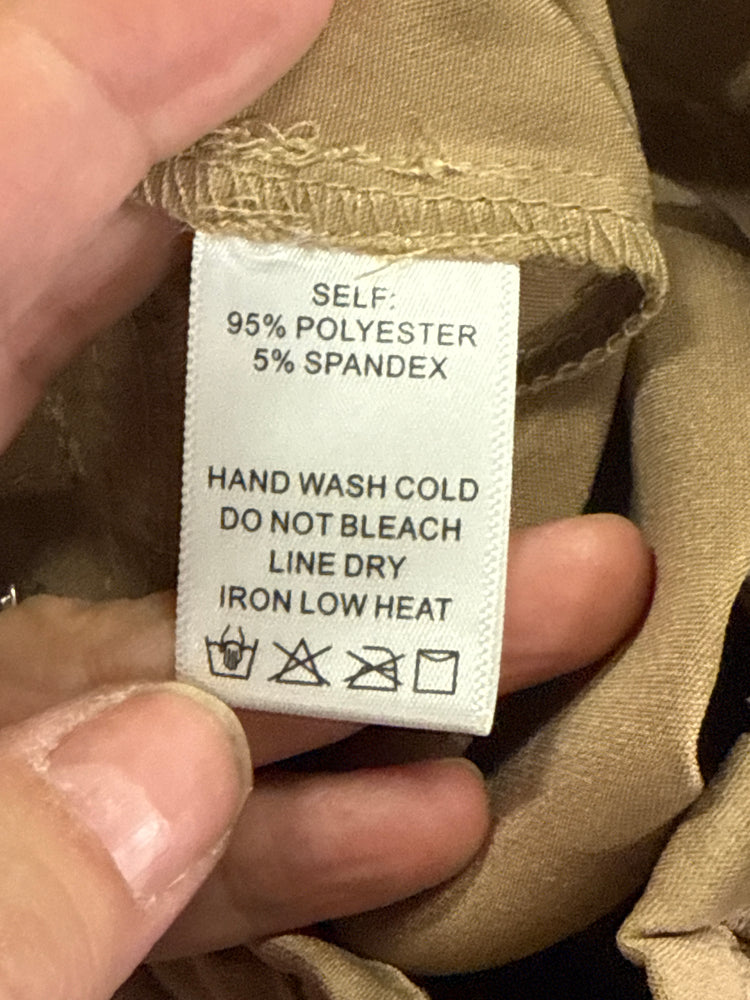 SELF:
95% POLYESTER
5% SPANDEX
HAND WASH COLD
DO NOT BLEACH
LINE DRY
IRON LOW HEAT